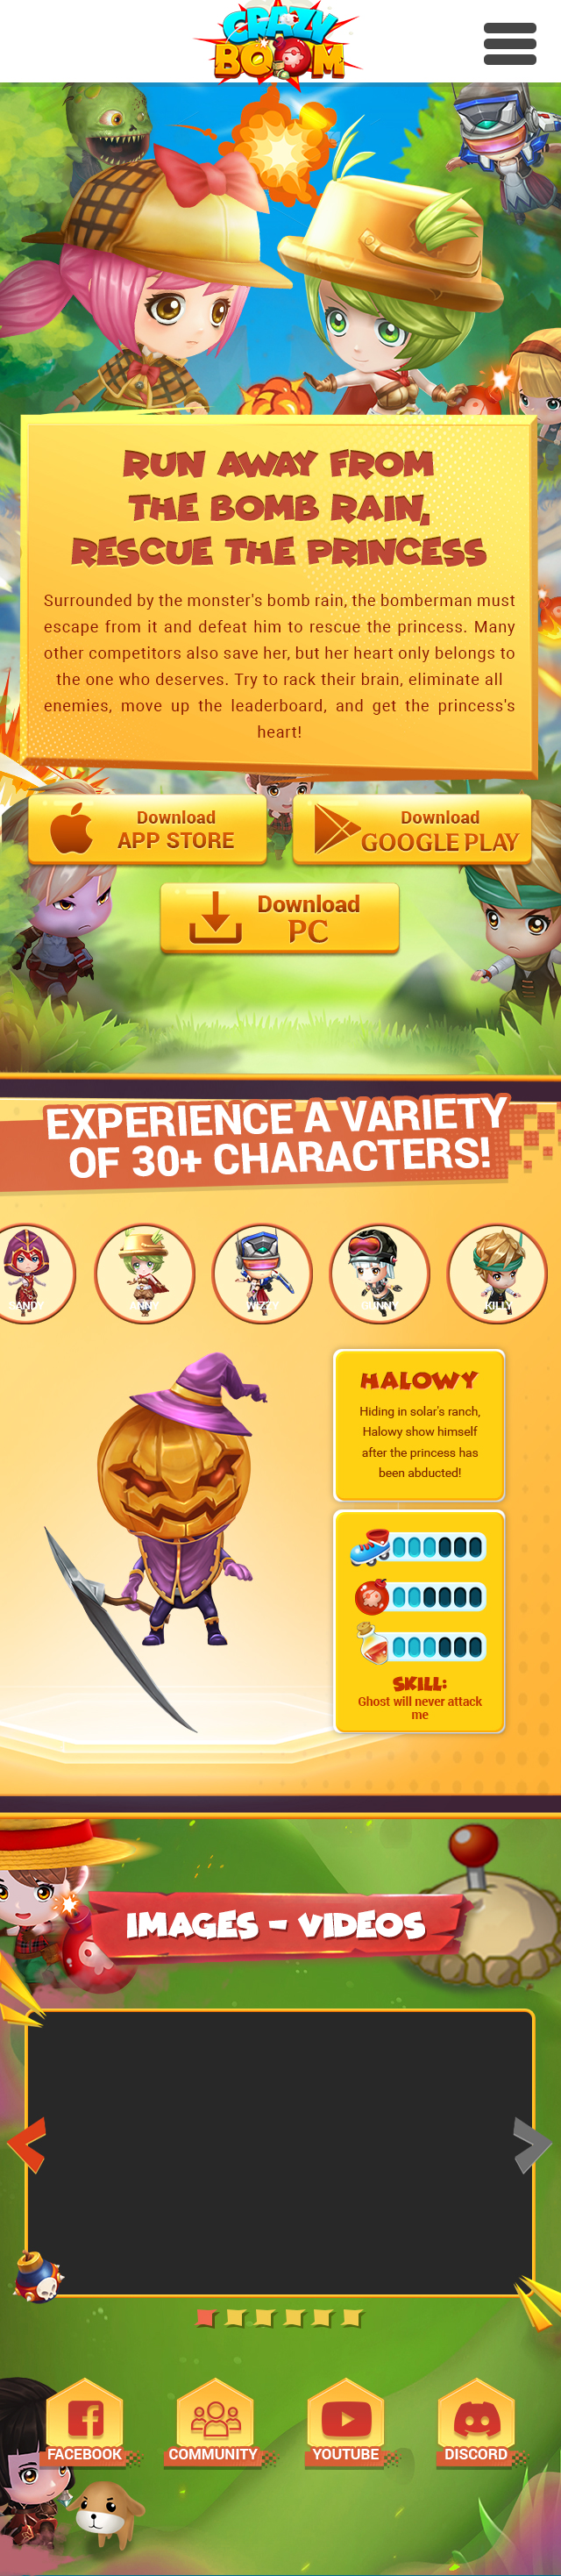 CRAZY
BOOM
RUN AWAY FROM
THE BOMB RAIN,
RESCUE THE PRINCESS
Surrounded by the monster's bomb rain, the bomberman must
escape from it and defeat him to rescue the princess. Many
other competitors also save her, but her heart only belongs to
the one who deserves. Try to rack their brain, eliminate all
enemies, move up the leaderboard, and get the princess's
heart!
Download
APP STORE
Download
GOOGLE PLAY
Download
PC
EXPERIENCE A VARIETY
OF 30+ CHARACTERS!
SANDY
ANNY
GUNNY
KILLY
HALOWY
Hiding in solar's ranch,
Halowy show himself
after the princess has
been abducted!
SKILL:
Ghost will never attack
me
IMAGES - VIDEOS
FACEBOOK
COMMUNITY
YOUTUBE
DISCORD